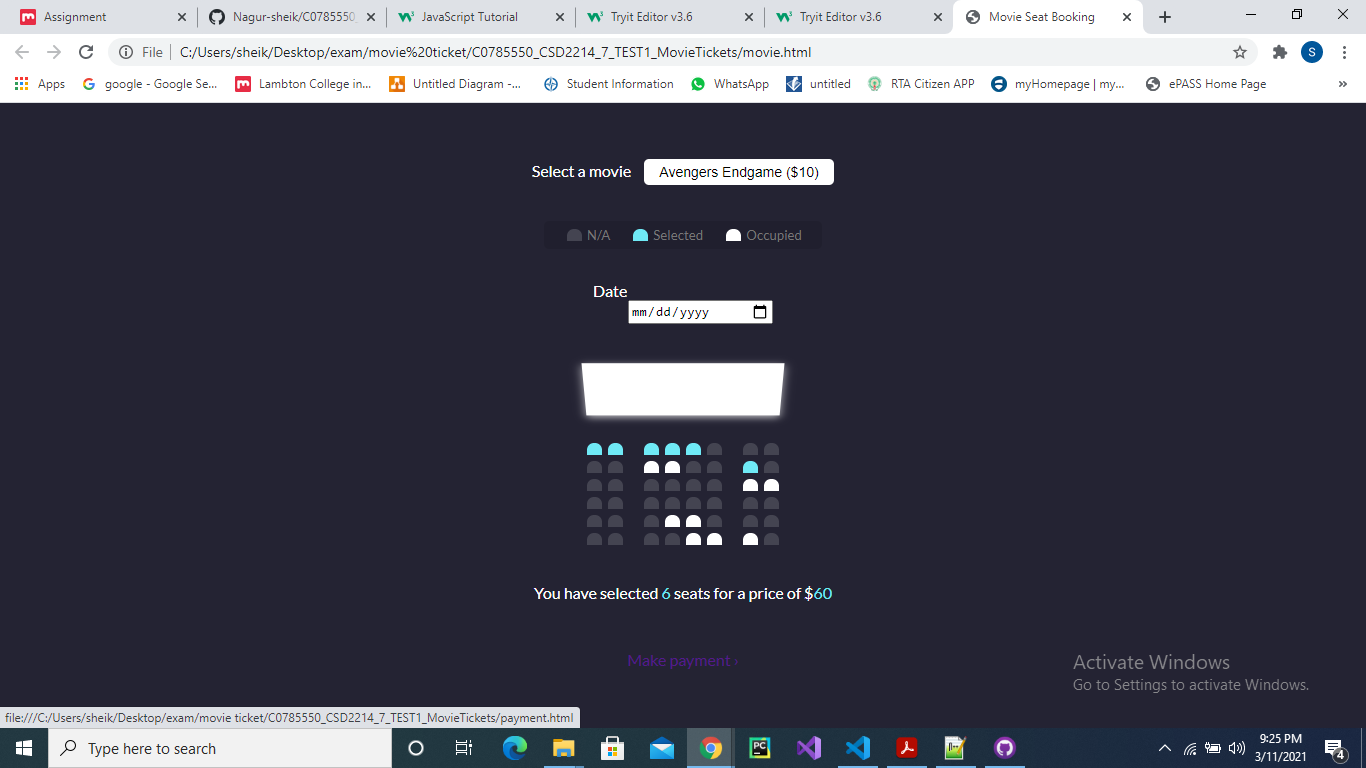 Assignment
Nagur-sheik/C0785550_
JavaScript Tutorial
Tryit Editor v3.6
Tryit Editor v3.6
Movie Seat Booking
File C:/Users/sheik/Desktop/exam/movie%20ticket/C0785550_CSD2214_7_TEST1_MovieTickets/movie.html
S
Apps
google - Google Se...
Lambton College in...
Untitled Diagram -...
Student Information
WhatsApp
untitled
RTA Citizen APP
myHomepage | my...
ePASS Home Page
»
Select a movie Avengers Endgame ($10)
N/A Selected Occupied
Date
mm/dd/yyyy
You have selected 6 seats for a price of $60
Make payment ›
Activate Windows
Go to Settings to activate Windows.
file:///C:/Users/sheik/Desktop/exam/movie ticket/C0785550_CSD2214_7_TEST1_MovieTickets/payment.html
Type here to search
PC
9:25 PM
3/11/2021
4